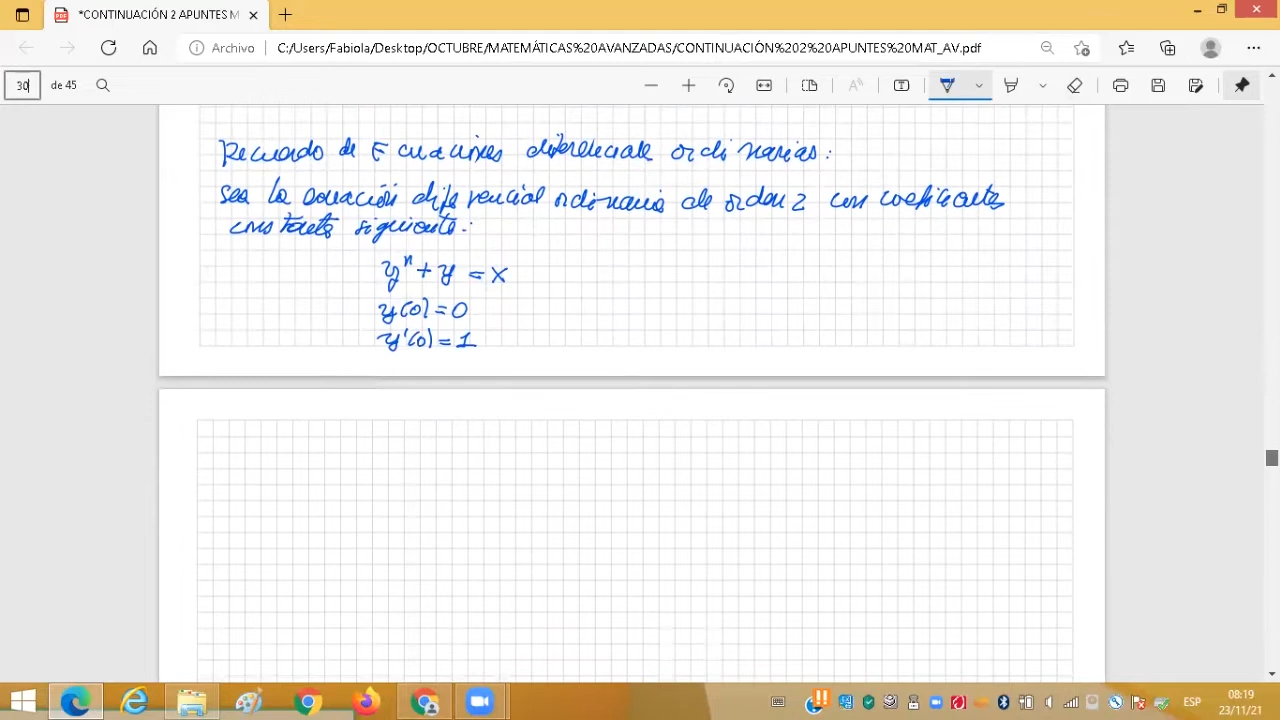 *CONTINUACIÓN 2 APUNTES M
Archivo
C:/Users/Fabiola/Desktop/OCTUBRE/MATEMÁTICAS%20AVANZADAS/CONTINUACIÓN%202%20APUNTES%20MAT_AV.pdf
30 de 45
Recuerdo de Ecuaciones diferenciale ordinarias:
Sea la ecuación diferencial ordinaria de orden 2 con coeficientes
constantes siguiente:
y" + y = x
y(0) = 0
y'(0) = 1
ESP
08:19
23/11/21